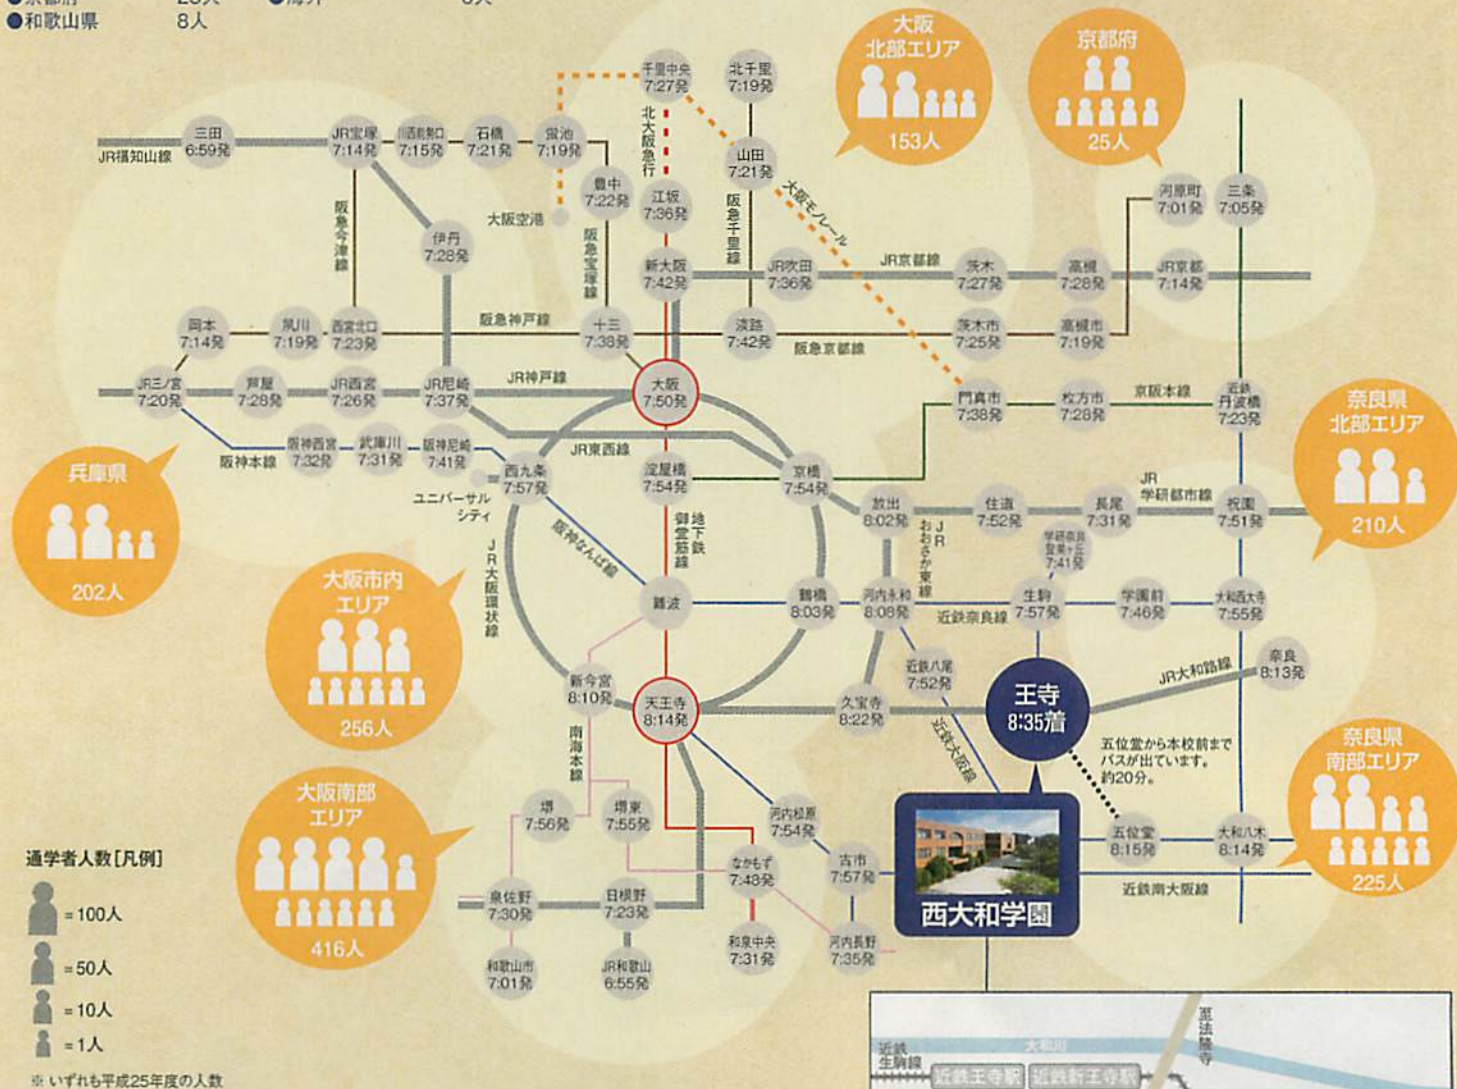 ●和歌山県 8人
大阪
北部エリア
153人
京都府
25人
千里中央
7:27発
北千里
7:19発
三田
6:59発
JR宝塚
7:14発
川西能勢口
7:15発
石橋
7:21発
蛍池
7:19発
JR福知山線
北大阪急行
山田
7:21発
豊中
7:22発
江坂
7:36発
大阪空港
大阪モノレール
河原町
7:01発
三条
7:05発
阪急今津線
伊丹
7:28発
阪急宝塚線
阪急千里線
新大阪
7:42発
JR吹田
7:36発
JR京都線
茨木
7:27発
高槻
7:28発
JR京都
7:14発
岡本
7:14発
夙川
7:19発
西宮北口
7:23発
阪急神戸線
十三
7:38発
淡路
7:42発
阪急京都線
茨木市
7:25発
高槻市
7:19発
JR三ノ宮
7:20発
芦屋
7:28発
JR西宮
7:26発
JR尼崎
7:37発
JR神戸線
大阪
7:50発
門真市
7:38発
枚方市
7:28発
京阪本線
近鉄
丹波橋
7:23発
奈良県
北部エリア
210人
阪神本線
阪神西宮
7:32発
武庫川
7:31発
阪神尼崎
7:41発
JR東西線
兵庫県
202人
ユニバーサル
シティ
西九条
7:57発
淀屋橋
7:54発
京橋
7:54発
放出
8:02発
住道
7:52発
長尾
7:31発
JR
学研都市線
祝園
7:51発
地下鉄
御堂筋線
JR
おおさか東線
学研奈良
登美ヶ丘
7:41発
阪神なんば線
JR大阪環状線
大阪市内
エリア
256人
難波
鶴橋
8:03発
河内永和
8:08発
近鉄奈良線
生駒
7:57発
学園前
7:46発
大和西大寺
7:55発
新今宮
8:10発
天王寺
8:14発
近鉄八尾
7:52発
久宝寺
8:22発
王寺
8:35着
JR大和路線
奈良
8:13発
南海本線
近鉄大阪線
五位堂から本校前まで
バスが出ています。
約20分。
奈良県
南部エリア
225人
大阪南部
エリア
416人
堺
7:56発
堺東
7:55発
河内松原
7:54発
五位堂
8:15発
大和八木
8:14発
なかもず
7:48発
古市
7:57発
近鉄南大阪線
西大和学園
泉佐野
7:30発
日根野
7:23発
和泉中央
7:31発
河内長野
7:35発
和歌山市
7:01発
JR和歌山
6:55発
通学者人数[凡例]
=100人
=50人
=10人
=1人
※いずれも平成25年度の人数
近鉄
生駒線
大和川
至法隆寺
近鉄王寺駅
近鉄新王寺駅